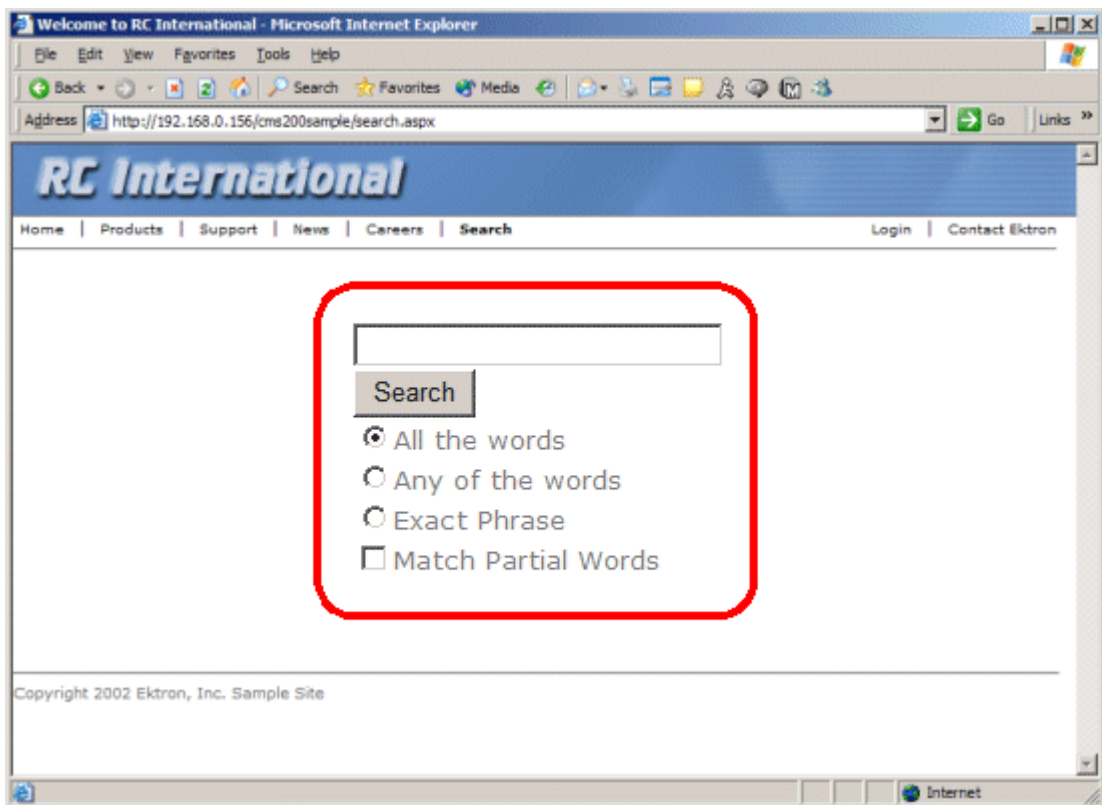 Welcome to RC International - Microsoft Internet Explorer
File Edit View Favorites Tools Help
Back Search Favorites Media
Address http://192.168.0.156/cms200sample/search.aspx Go Links »
RC International
Home | Products | Support | News | Careers | Search Login | Contact Ektron
Search
All the words
Any of the words
Exact Phrase
Match Partial Words
Copyright 2002 Ektron, Inc. Sample Site
Internet